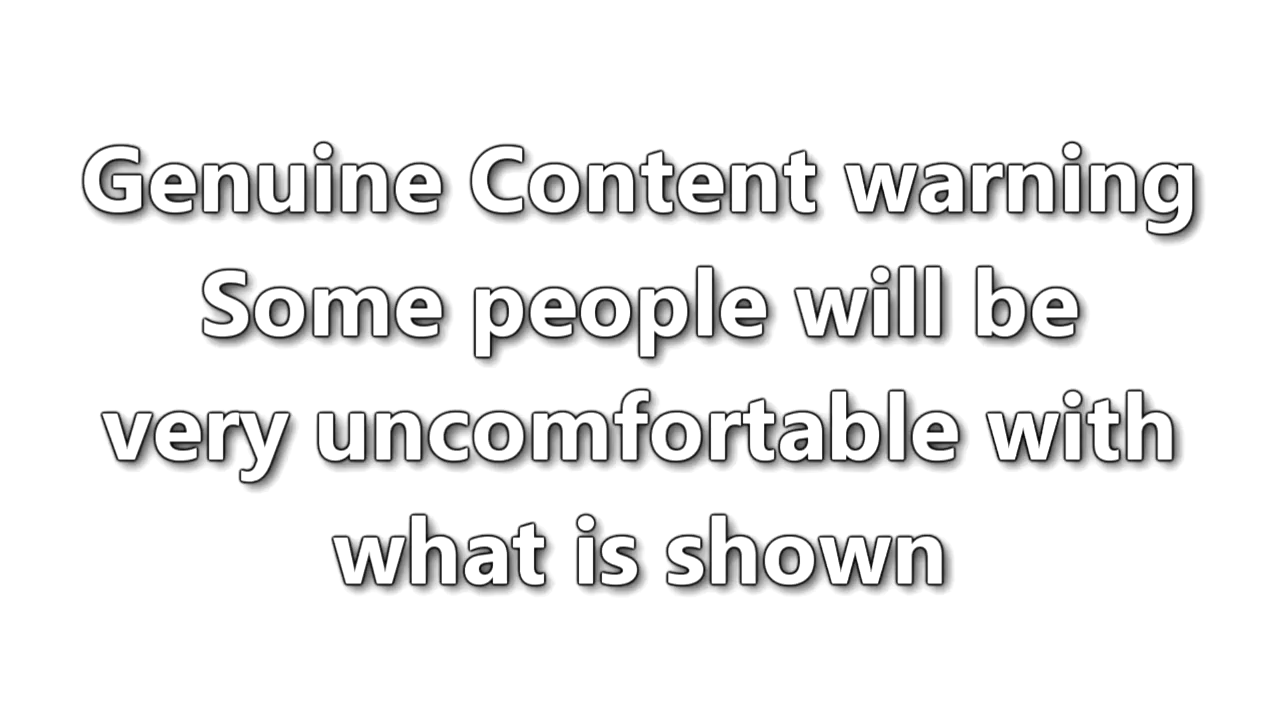 Genuine Content warning
Some people will be
very uncomfortable with
what is shown